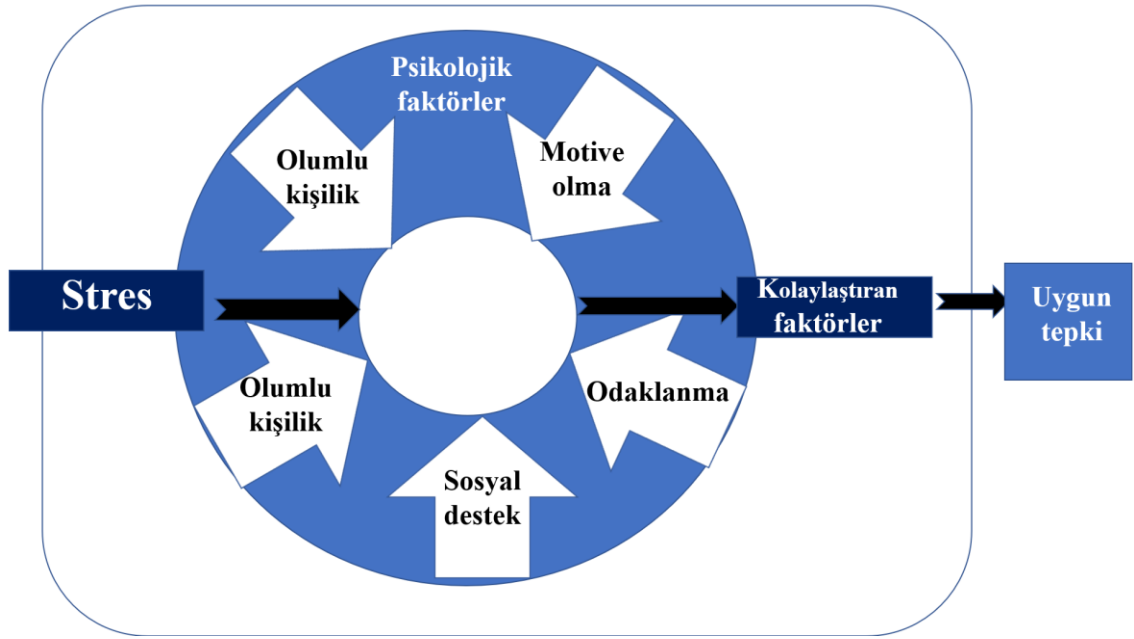 Psikolojik
faktörler
Olumlu
kişilik
Motive
olma
Stres
Kolaylaştıran
faktörler
Uygun
tepki
Olumlu
kişilik
Odaklanma
Sosyal
destek